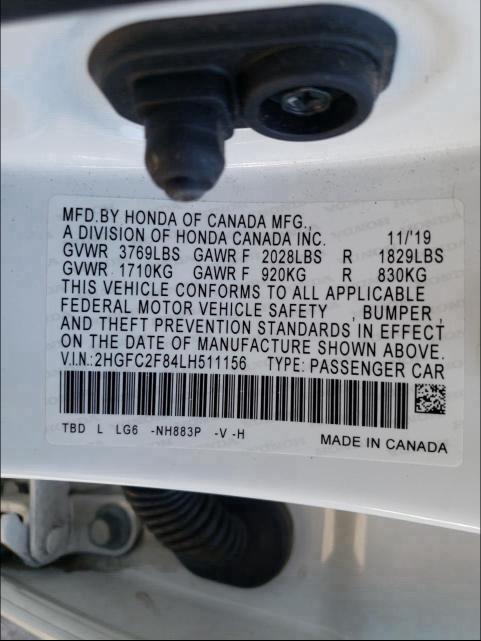 MFD.BY HONDA OF CANADA MFG.,
A DIVISION OF HONDA CANADA INC. 11/'19
GVWR 3769LBS GAWR F 2028LBS R 1829LBS
GVWR 1710KG GAWR F 920KG R 830KG
THIS VEHICLE CONFORMS TO ALL APPLICABLE
FEDERAL MOTOR VEHICLE SAFETY , BUMPER ,
AND THEFT PREVENTION STANDARDS IN EFFECT
ON THE DATE OF MANUFACTURE SHOWN ABOVE.
V.I.N.:2HGFC2F84LH511156 TYPE: PASSENGER CAR
TBD L LG6 -NH883P -V -H
MADE IN CANADA